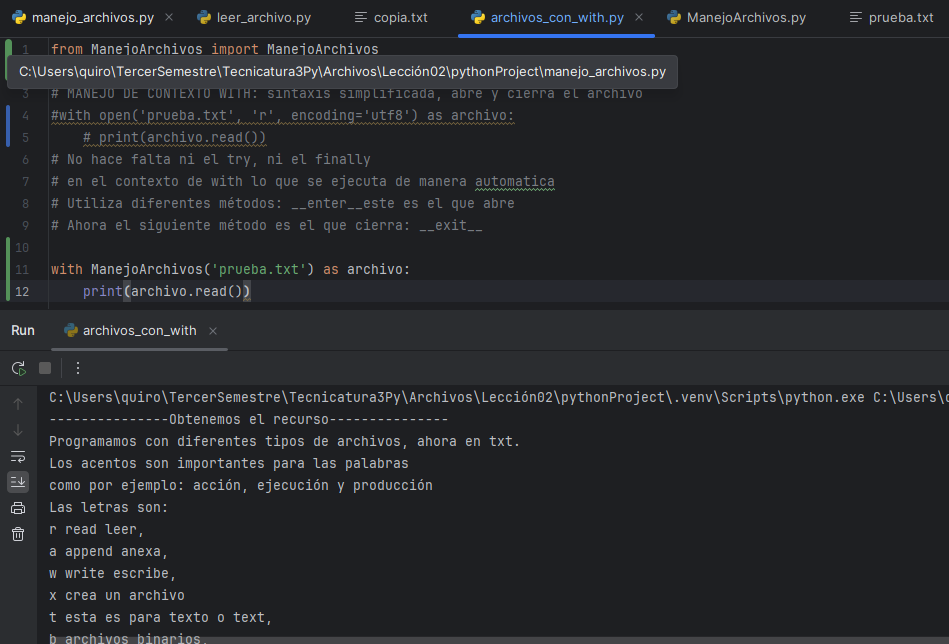 manejo_archivos.py leer_archivo.py copia.txt archivos_con_with.py ManejoArchivos.py prueba.txt
1 from ManejoArchivos import ManejoArchivos
C:\Users\quiro\TercerSemestre\Tecnicatura3Py\Archivos\Lección02\pythonProject\manejo_archivos.py
3 # MANEJO DE CONTEXTO WITH: sintaxis simplificada, abre y cierra el archivo
4 #with open('prueba.txt', 'r', encoding='utf8') as archivo:
5 # print(archivo.read())
6 # No hace falta ni el try, ni el finally
7 # en el contexto de with lo que se ejecuta de manera automatica
8 # Utiliza diferentes métodos: __enter__este es el que abre
9 # Ahora el siguiente método es el que cierra: __exit__
10
11 with ManejoArchivos('prueba.txt') as archivo:
12 print(archivo.read())
Run archivos_con_with
C:\Users\quiro\TercerSemestre\Tecnicatura3Py\Archivos\Lección02\pythonProject\.venv\Scripts\python.exe C:\Users\
---------------Obtenemos el recurso---------------
Programamos con diferentes tipos de archivos, ahora en txt.
Los acentos son importantes para las palabras
como por ejemplo: acción, ejecución y producción
Las letras son:
r read leer,
a append anexa,
w write escribe,
x crea un archivo
t esta es para texto o text,
b archivos binarios,